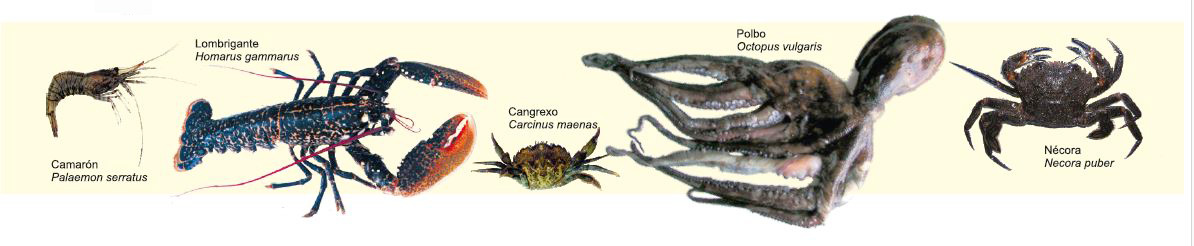 Camarón
Palaemon serratus
Lombrigante
Homarus gammarus
Cangrexo
Carcinus maenas
Polbo
Octopus vulgaris
Nécora
Necora puber